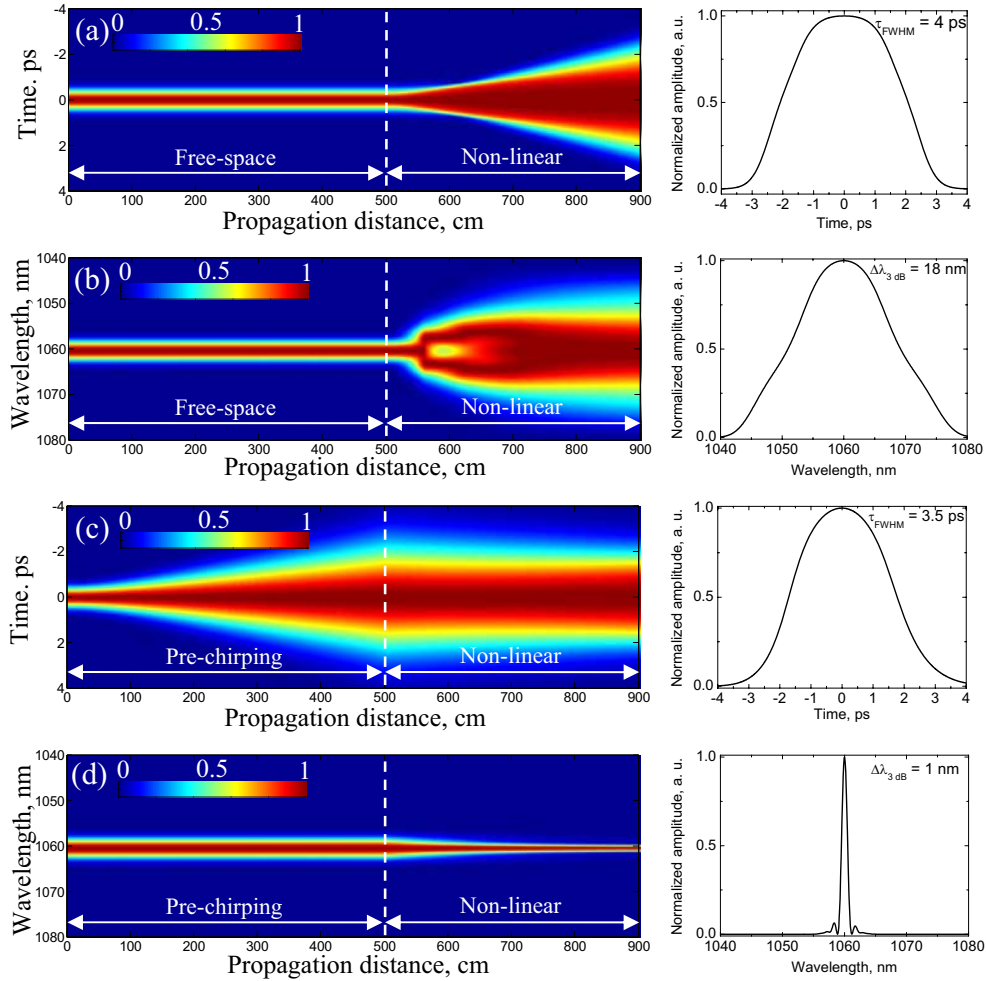 (a) 0 0.5 1
-4
-2
0
2
4
Time. ps
Free-space Non-linear
0 100 200 300 400 500 600 700 800 900
Propagation distance, cm
τFWHM = 4 ps
1.0
0.5
0.0
Normalized amplitude, a.u.
-4 -3 -2 -1 0 1 2 3 4
Time, ps
(b) 0 0.5 1
1040
1050
1060
1070
1080
Wavelength, nm
Free-space Non-linear
0 100 200 300 400 500 600 700 800 900
Propagation distance, cm
Δλ3 dB = 18 nm
1.0
0.5
0.0
Normalized amplitude, a. u.
1040 1050 1060 1070 1080
Wavelength, nm
(c) 0 0.5 1
-4
-2
0
2
4
Time. ps
Pre-chirping Non-linear
0 100 200 300 400 500 600 700 800 900
Propagation distance, cm
τFWHM = 3.5 ps
1.0
0.5
0.0
Normalized amplitude, a. u.
-4 -3 -2 -1 0 1 2 3 4
Time, ps
(d) 0 0.5 1
1040
1050
1060
1070
1080
Wavelength, nm
Pre-chirping Non-linear
0 100 200 300 400 500 600 700 800 900
Propagation distance, cm
Δλ3 dB = 1 nm
1.0
0.5
0.0
Normalized amplitude, a. u.
1040 1050 1060 1070 1080
Wavelength, nm